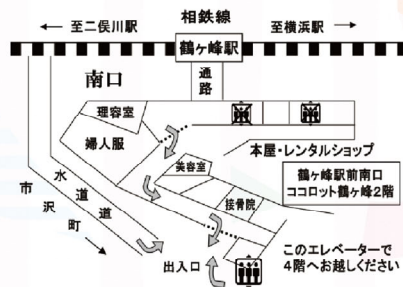 相鉄線
至二俣川駅
鶴ヶ峰駅
至横浜駅
南口
通路
理容室
婦人服
本屋・レンタルショップ
美容室
鶴ヶ峰駅前南口
ココロット鶴ヶ峰2階
接骨院
水道道
市沢町
出入口
このエレベーターで
4階へお越しください